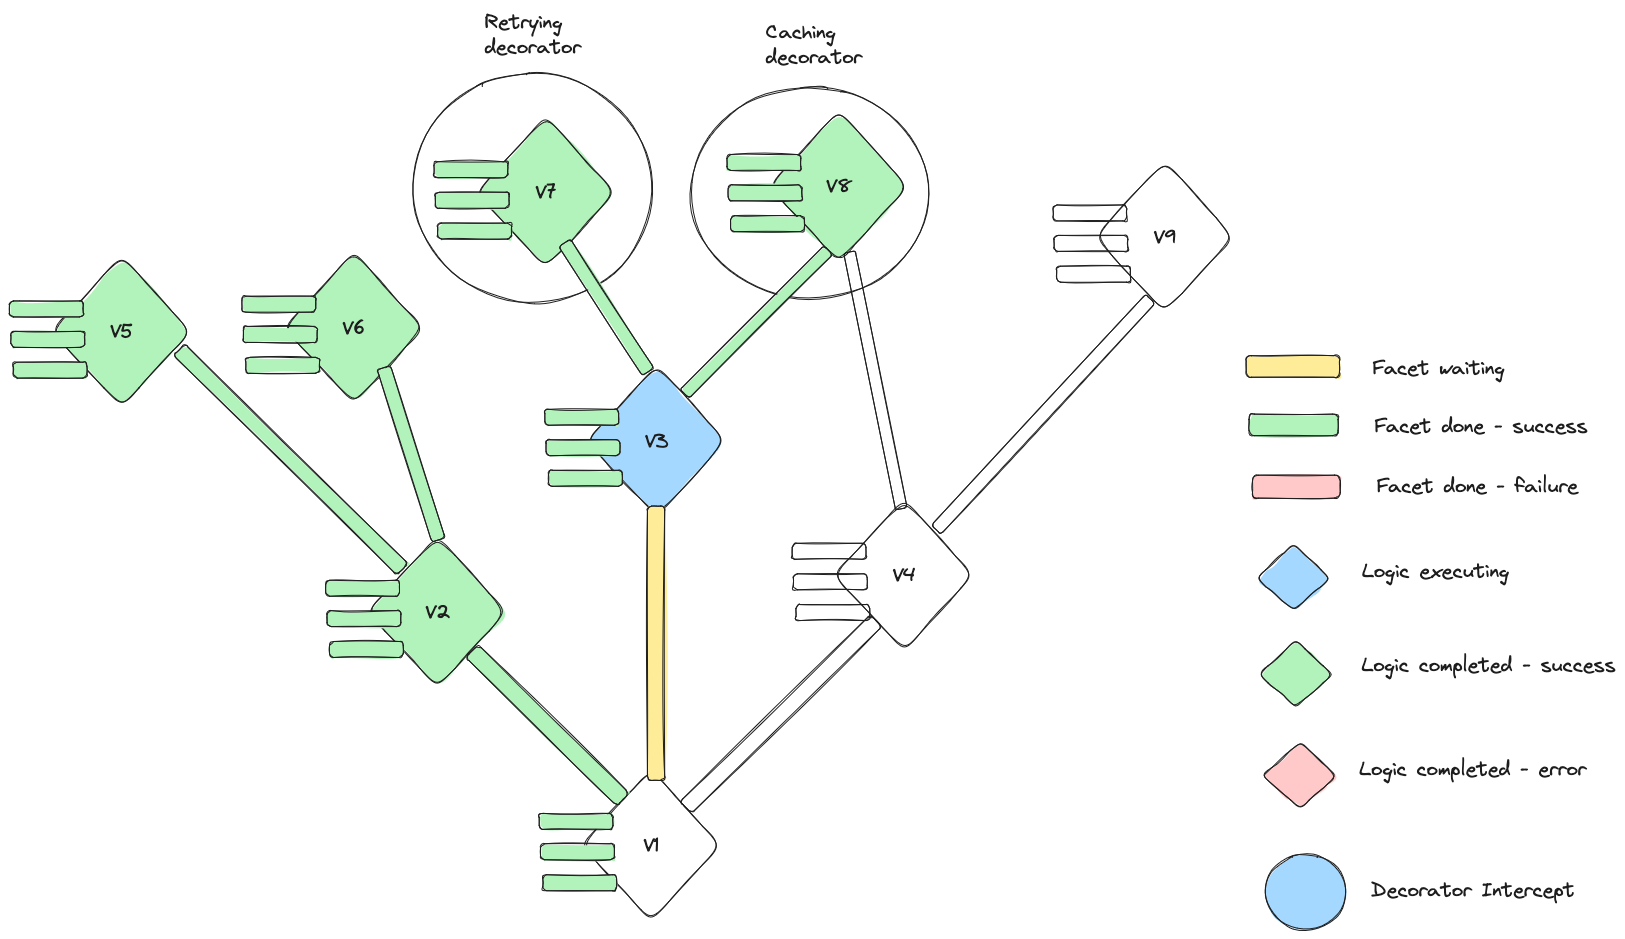 Retrying
decorator
Caching
decorator
V7
V8
V9
V5
V6
V3
V4
V2
V1
Facet waiting
Facet done - success
Facet done - failure
Logic executing
Logic completed - success
Logic completed - error
Decorator Intercept